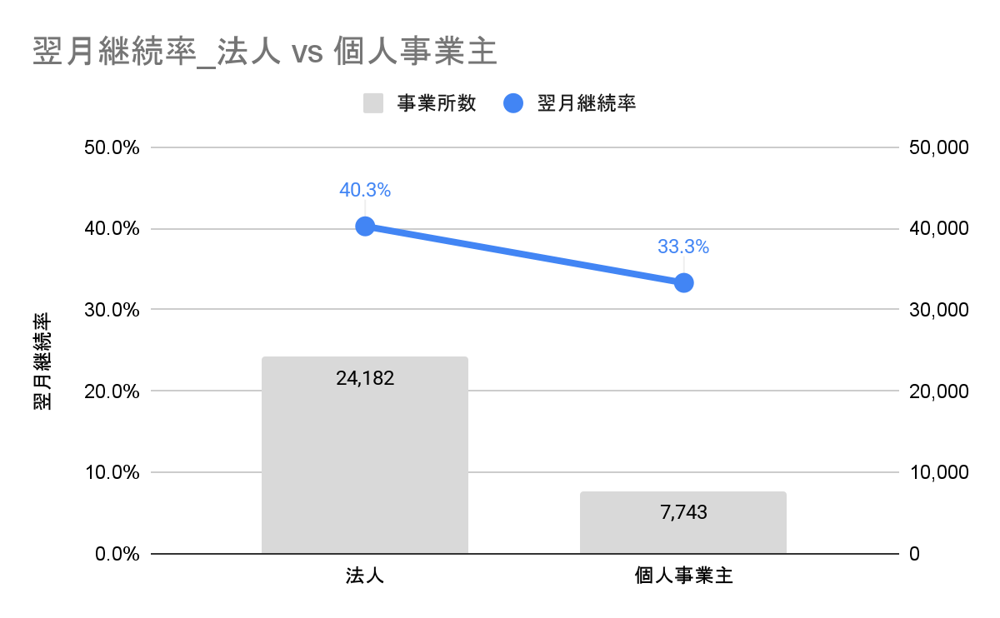 翌月継続率_法人 vs 個人事業主
事業所数 翌月継続率
50.0% 50,000
40.3%
40.0% 40,000
33.3%
30.0% 30,000
翌月継続率
24,182
20.0% 20,000
10.0% 10,000
7,743
0.0% 0
法人 個人事業主